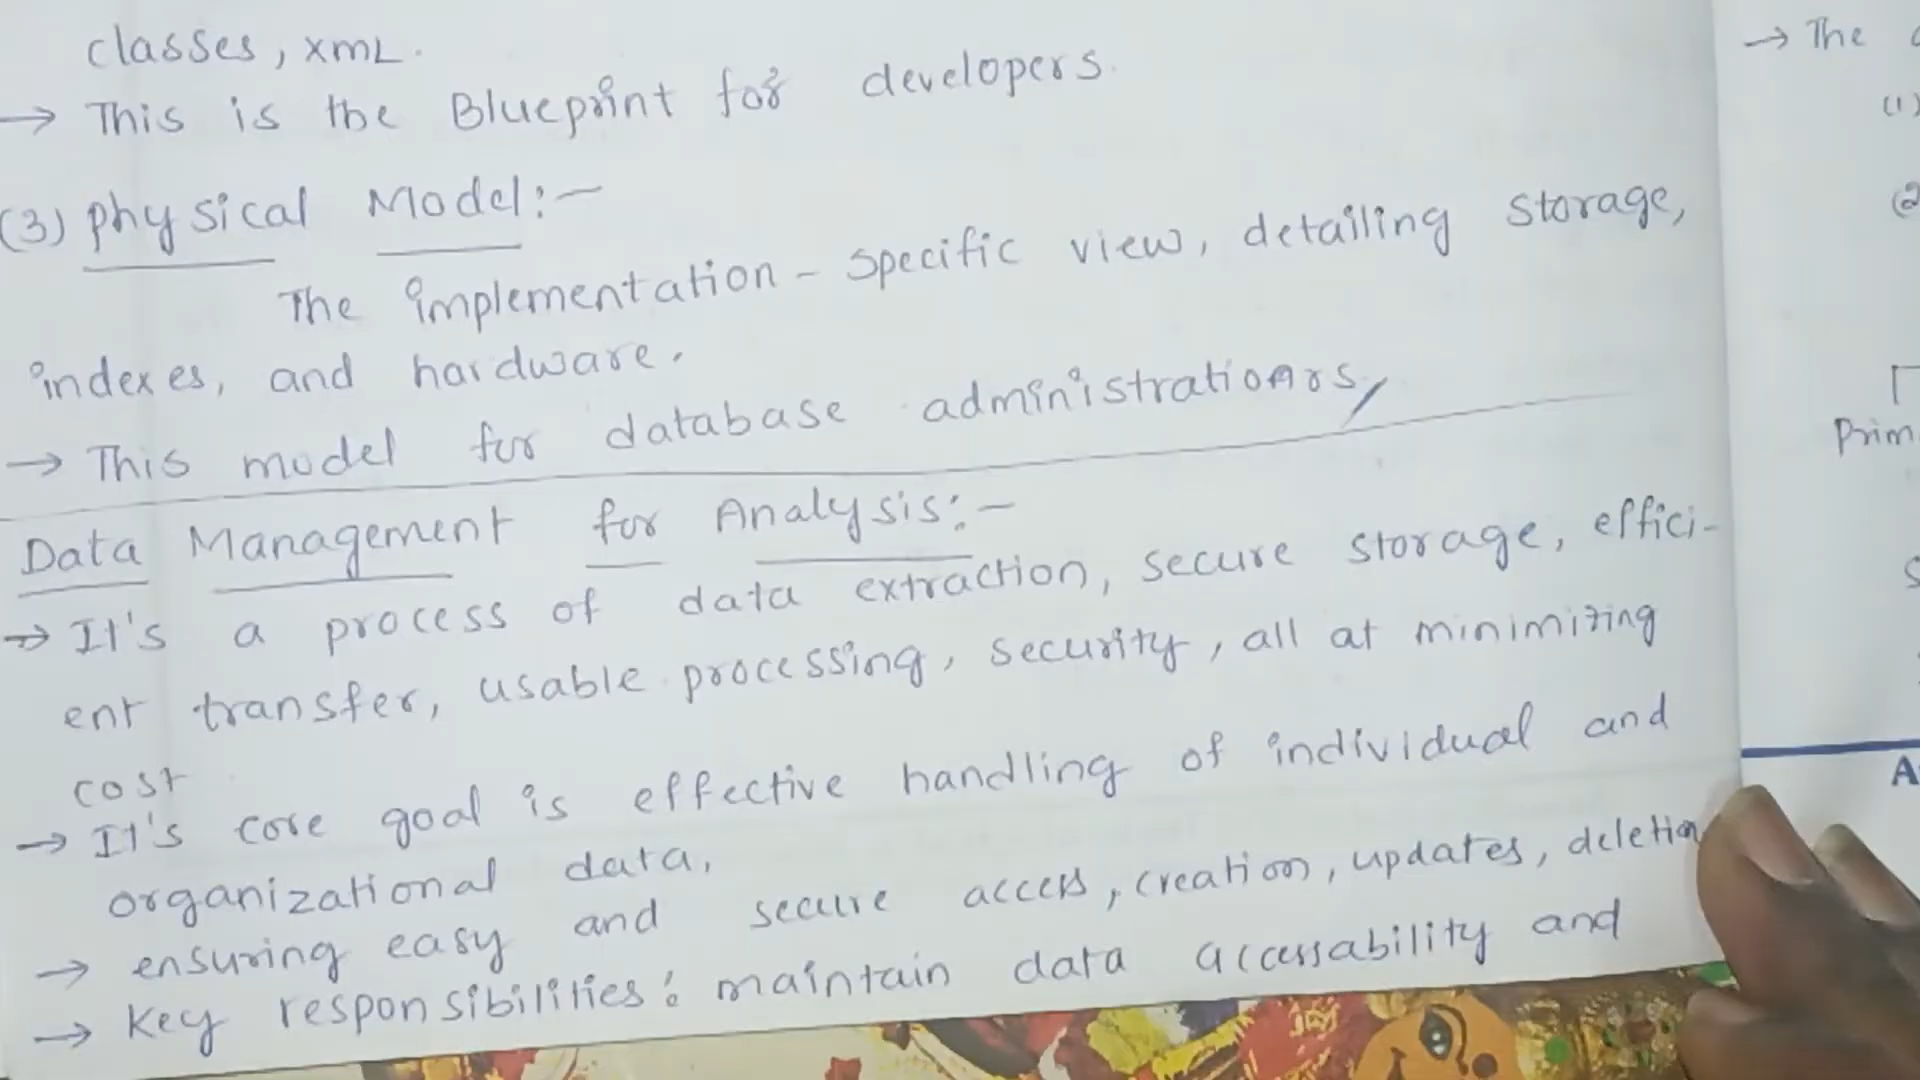 classes, XML.
→ This is the Blueprint for developers.
(3) Physical Model:-
The implementation - specific view, detailing storage,
indexes, and hardware.
→ This model for database administrationrs
Data Management for Analysis:-
→ It's a process of data extraction, secure storage, effici-
ent transfer, usable processing, security, all at minimizing
cost
→ It's core goal is effective handling of individual and
organizational data,
→ ensuring easy and secure access, creation, updates, deletion
→ Key responsibilities: maintain data accessability and
→ The
(1)
(2
Prim
S
A